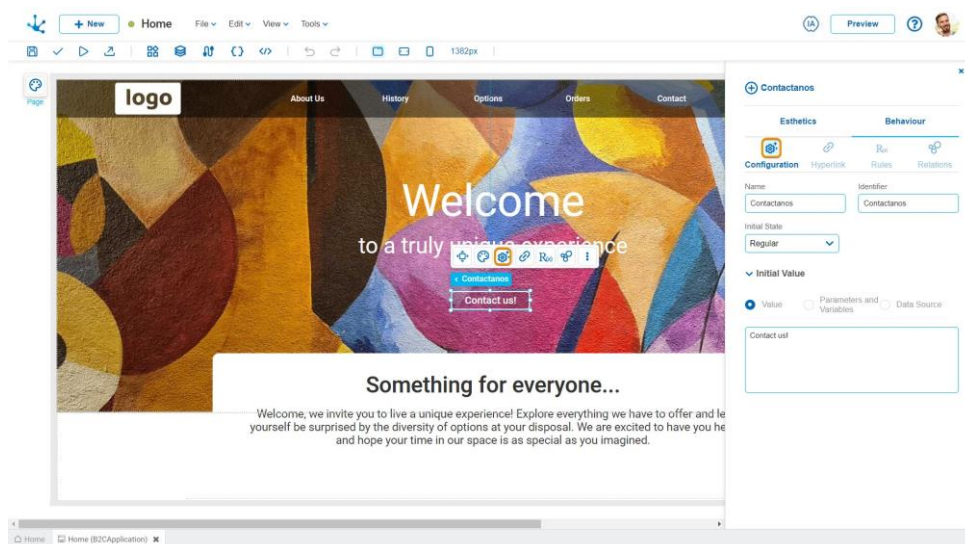 + New
Home
File
Edit
View
Tools
IA
Preview
?
1382px
Page
logo
About Us
History
Options
Orders
Contact
Welcome
to a truly unique experience
Contactanos
Contact us!
Something for everyone...
Welcome, we invite you to live a unique experience! Explore everything we have to offer and le
yourself be surprised by the diversity of options at your disposal. We are excited to have you he
and hope your time in our space is as special as you imagined.
Contactanos
Esthetics
Behaviour
Configuration
Hyperlink
Rules
Relations
Name
Identifier
Contactanos
Contactanos
Initial State
Regular
Initial Value
Value
Parameters and
Variables
Data Source
Contact us!
Home
Home (B2CApplication)